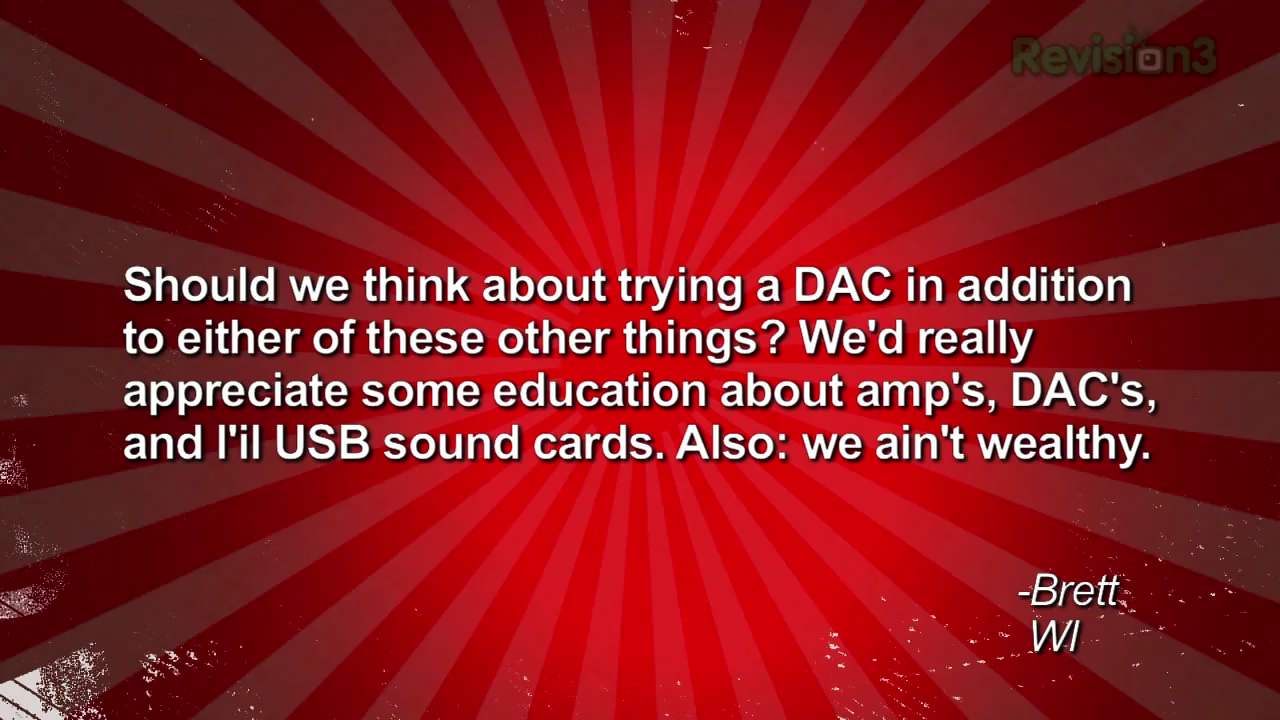 Revision3
Should we think about trying a DAC in addition
to either of these other things? We'd really
appreciate some education about amp's, DAC's,
and l'il USB sound cards. Also: we ain't wealthy.
-Brett
WI